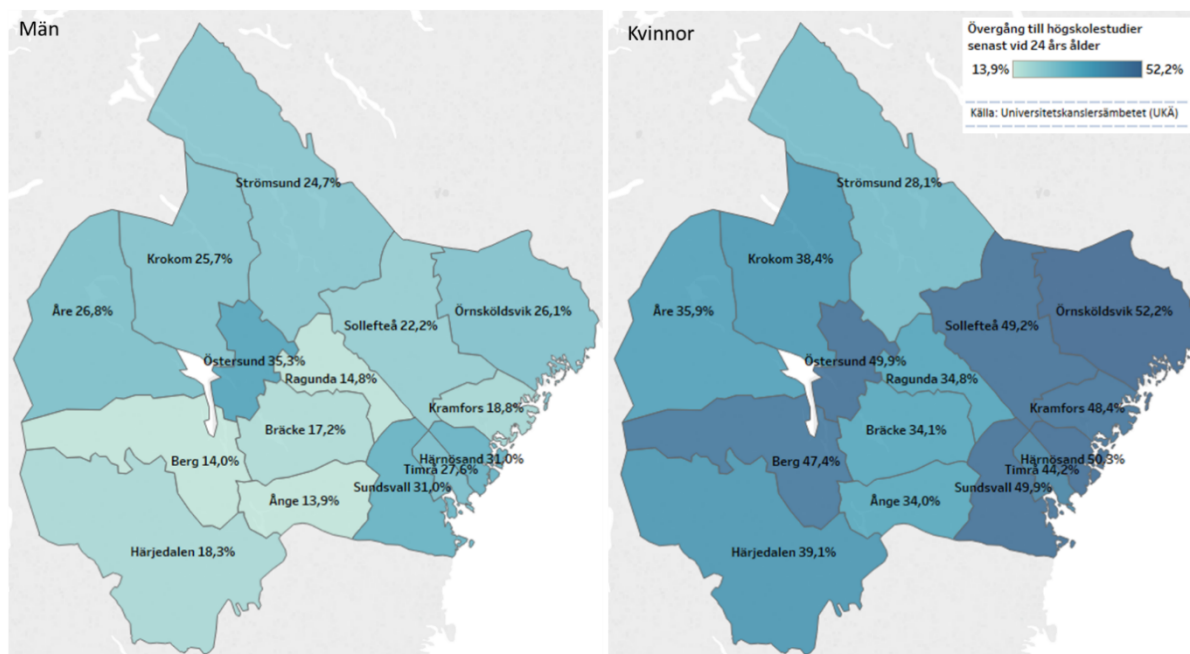 Män
Strömsund 24,7%
Krokom 25,7%
Åre 26,8%
Örnsköldsvik 26,1%
Sollefteå 22,2%
Östersund 35,3%
Ragunda 14,8%
Kramfors 18,8%
Bräcke 17,2%
Härnösand 31,0%
Berg 14,0%
Timrå 27,6%
Sundsvall 31,0%
Ånge 13,9%
Härjedalen 18,3%
Kvinnor
Övergång till högskolestudier
senast vid 24 års ålder
13,9% 52,2%
Källa: Universitetskanslersämbetet (UKÄ)
Strömsund 28,1%
Krokom 38,4%
Åre 35,9%
Örnsköldsvik 52,2%
Sollefteå 49,2%
Östersund 49,9%
Ragunda 34,8%
Kramfors 48,4%
Bräcke 34,1%
Härnösand 50,3%
Berg 47,4%
Timrå 44,2%
Sundsvall 49,9%
Ånge 34,0%
Härjedalen 39,1%